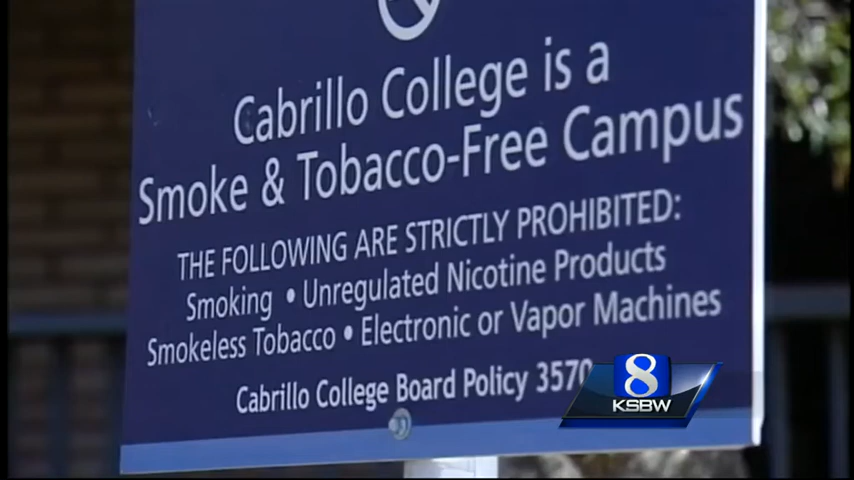 Cabrillo College is a
Smoke & Tobacco-Free Campus
THE FOLLOWING ARE STRICTLY PROHIBITED:
Smoking • Unregulated Nicotine Products
Smokeless Tobacco • Electronic or Vapor Machines
Cabrillo College Board Policy 3570
8
KSBW